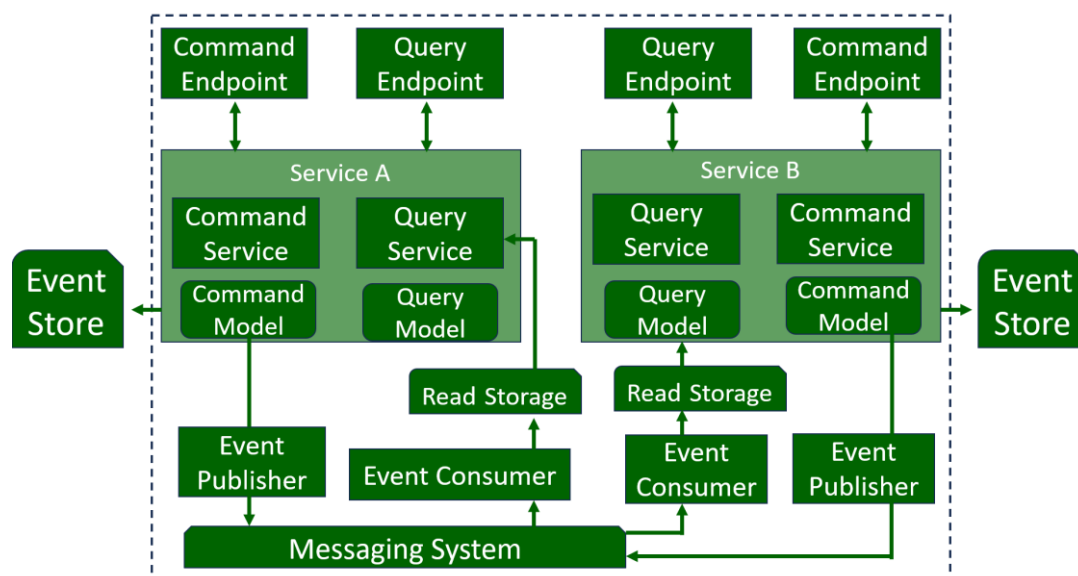 Command
Endpoint
Query
Endpoint
Query
Endpoint
Command
Endpoint
Service A
Command
Service
Query
Service
Command
Model
Query
Model
Service B
Query
Service
Command
Service
Query
Model
Command
Model
Event
Store
Event
Store
Read Storage
Read Storage
Event
Publisher
Event Consumer
Event
Consumer
Event
Publisher
Messaging System